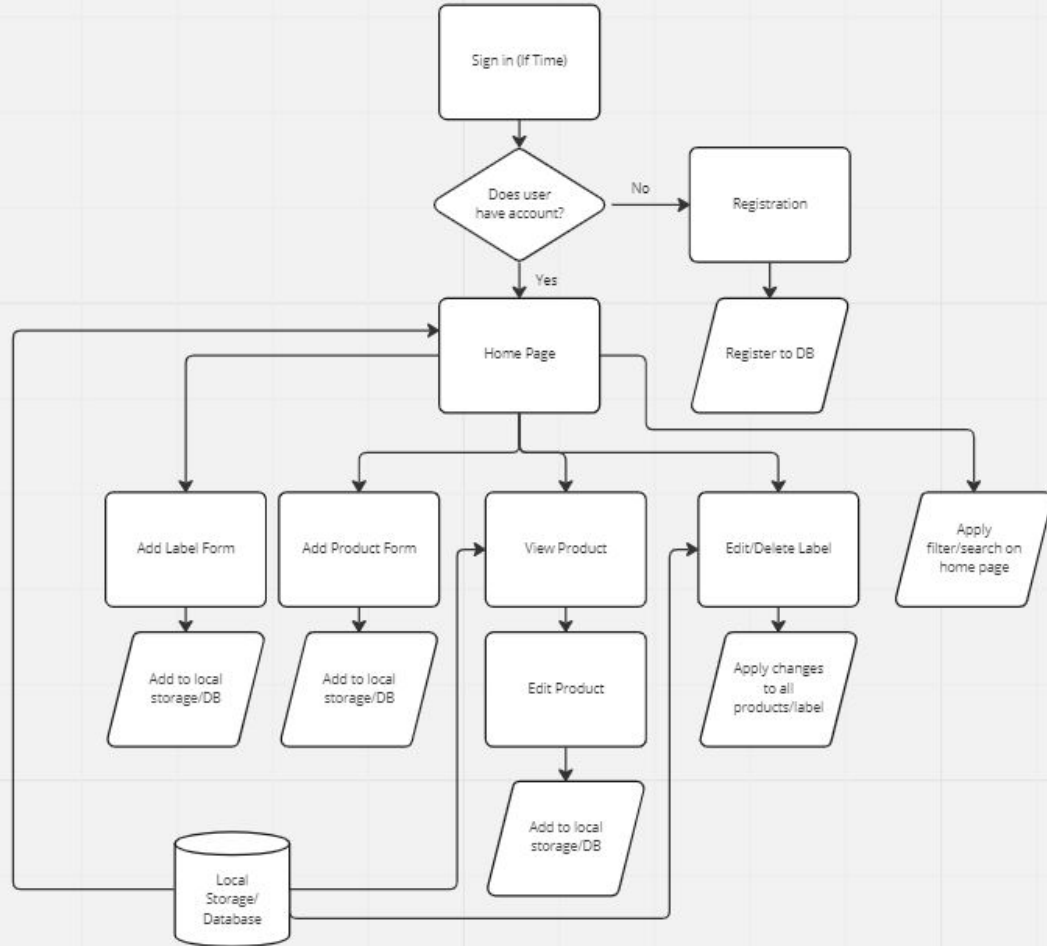 Sign in (If Time)
Does user
have account?
No
Registration
Yes
Home Page
Register to DB
Add Label Form
Add Product Form
View Product
Edit/Delete Label
Apply
filter/search on
home page
Add to local
storage/DB
Add to local
storage/DB
Edit Product
Apply changes
to all
products/label
Add to local
storage/DB
Local
Storage/
Database